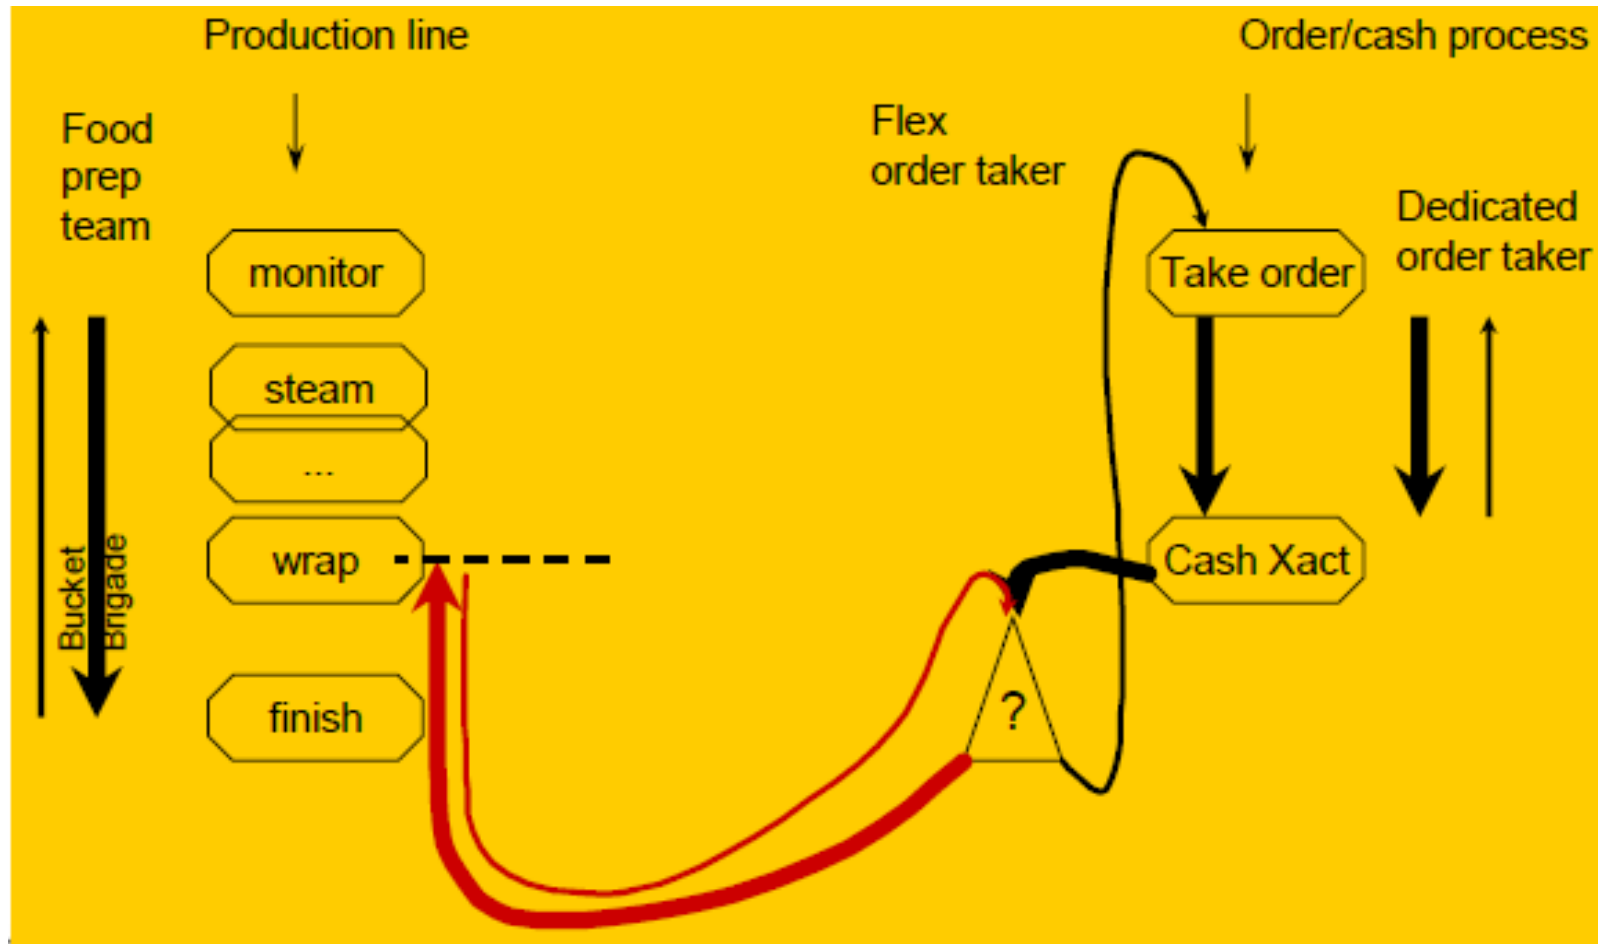 Production line
Order/cash process
Food
prep
team
Flex
order taker
Dedicated
order taker
monitor
Take order
steam
...
wrap
Cash Xact
Bucket
Brigade
finish
?